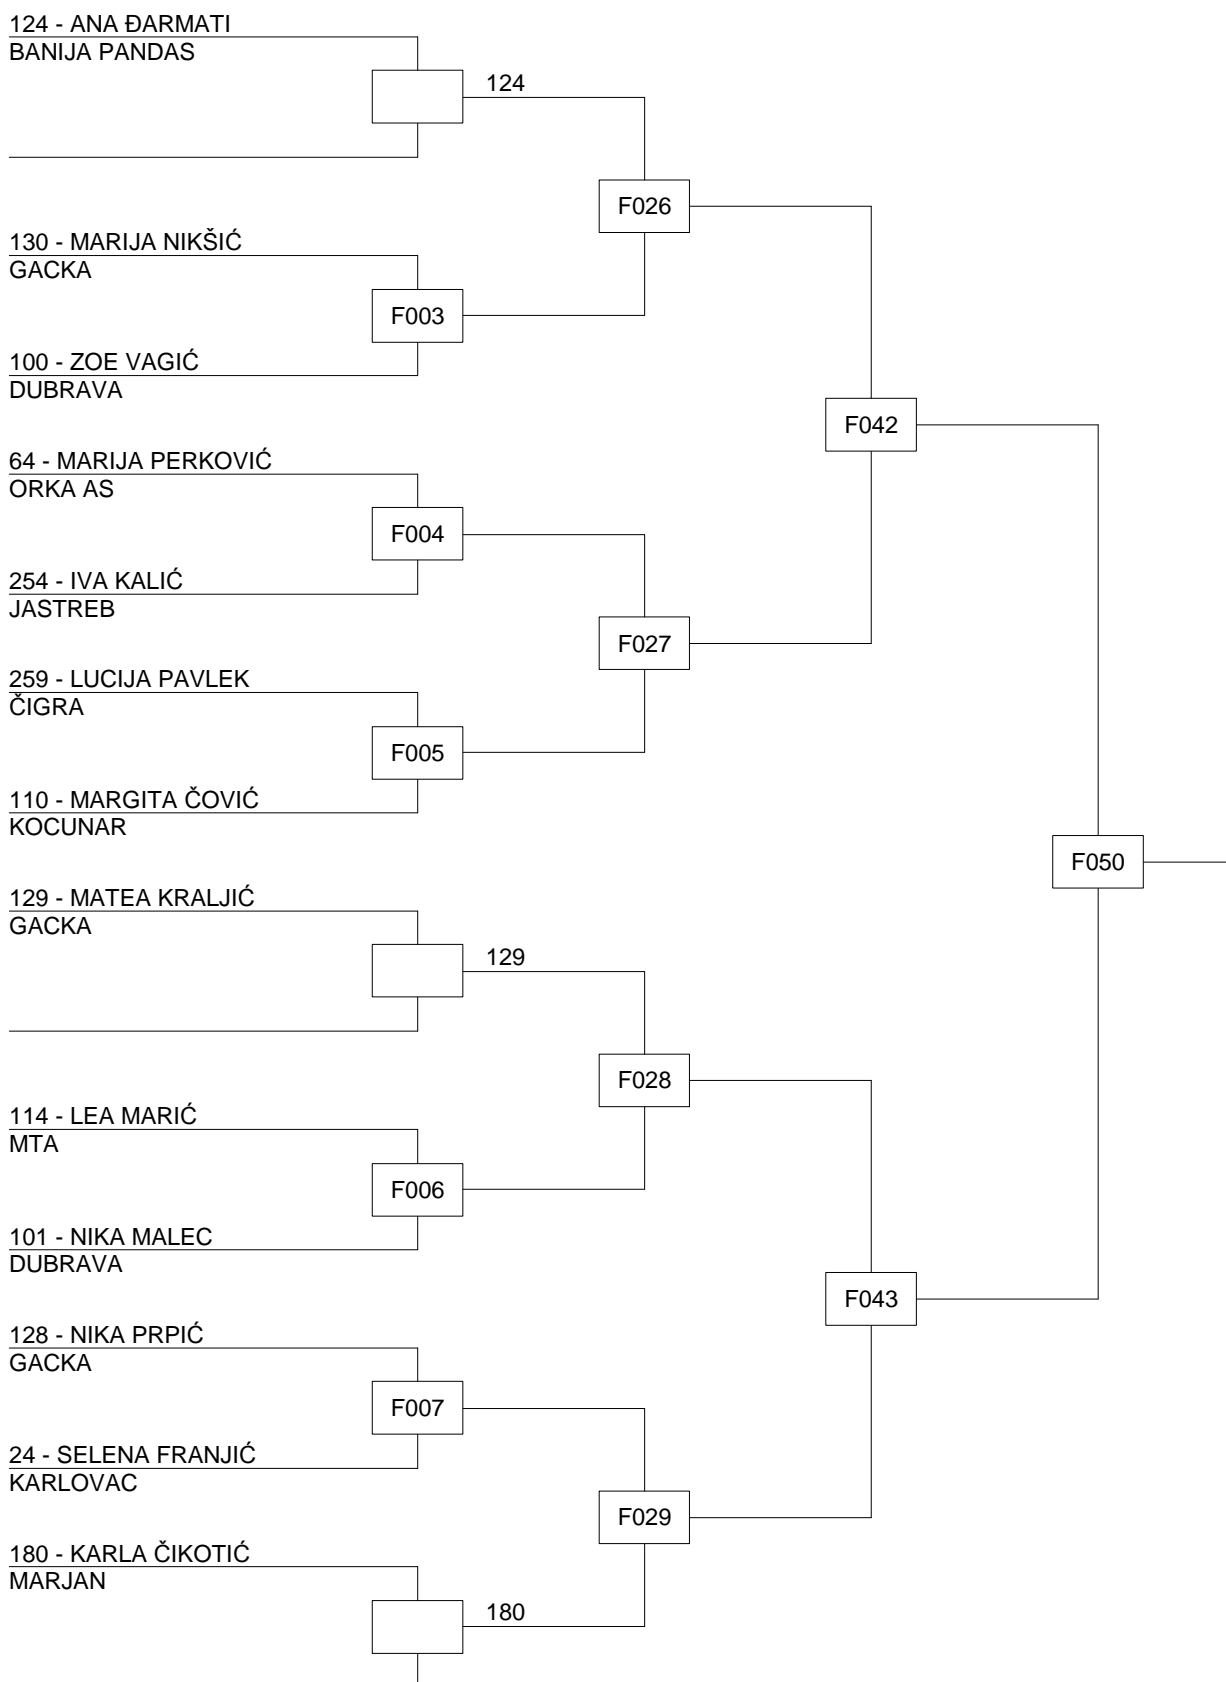 124 - ANA ĐARMATI
BANIJA PANDAS
124
F026
130 - MARIJA NIKŠIĆ
GACKA
F003
100 - ZOE VAGIĆ
DUBRAVA
F042
64 - MARIJA PERKOVIĆ
ORKA AS
F004
254 - IVA KALIĆ
JASTREB
F027
259 - LUCIJA PAVLEK
ČIGRA
F005
110 - MARGITA ČOVIĆ
KOCUNAR
F050
129 - MATEA KRALJIĆ
GACKA
129
F028
114 - LEA MARIĆ
MTA
F006
101 - NIKA MALEC
DUBRAVA
F043
128 - NIKA PRPIĆ
GACKA
F007
24 - SELENA FRANJIĆ
KARLOVAC
F029
180 - KARLA ČIKOTIĆ
MARJAN
180